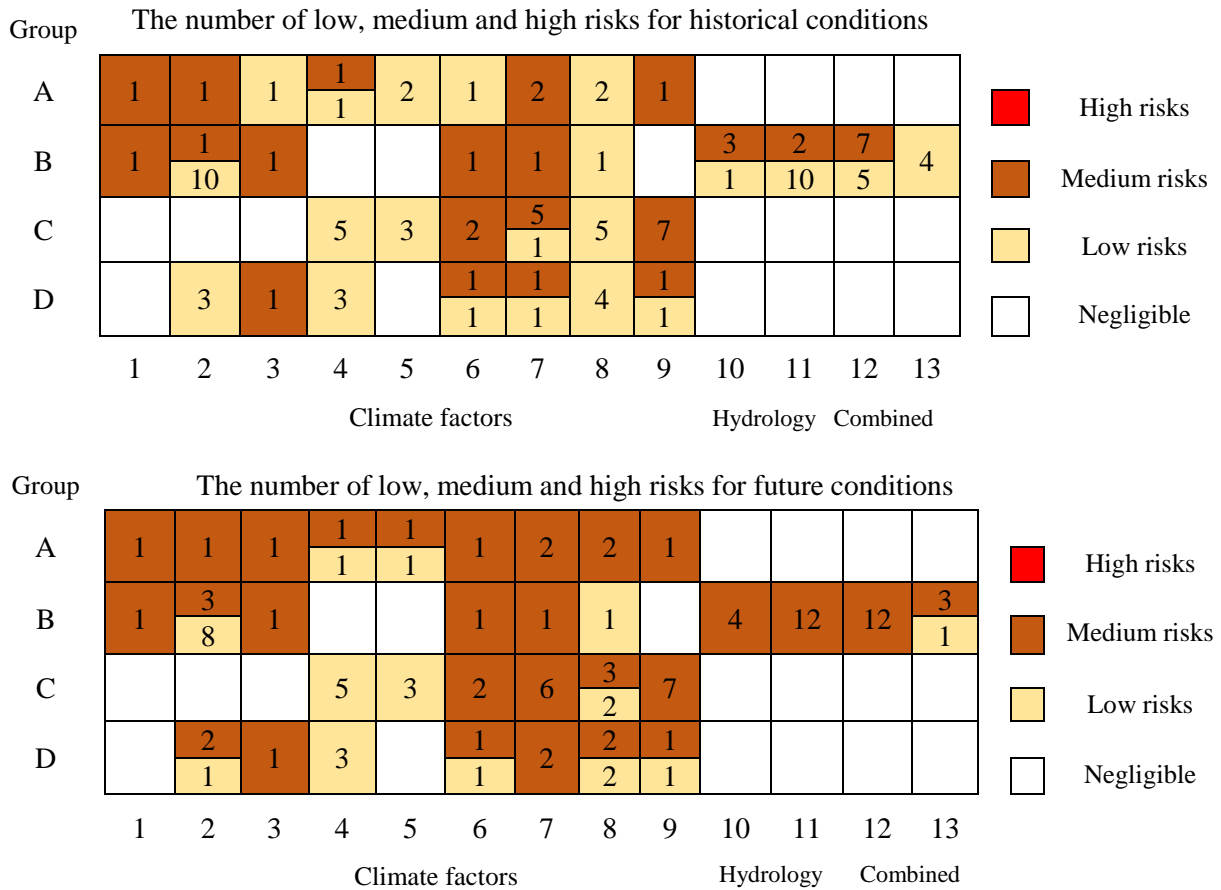 The number of low, medium and high risks for historical conditions
Group
A 1 1 1 1 1 2 1 2 2 1
B 1 1 10 1 1 1 1 3 1 2 10 7 5 4
C 5 3 2 5 1 5 7
D 3 1 3 1 1 1 1 4 1 1
1 2 3 4 5 6 7 8 9 10 11 12 13
Climate factors Hydrology Combined
High risks
Medium risks
Low risks
Negligible
Group The number of low, medium and high risks for future conditions
A 1 1 1 1 1 1 1 1 2 2 1
B 1 3 8 1 1 1 1 4 12 12 3 1
C 5 3 2 6 3 2 7
D 2 1 1 3 1 1 2 2 2 1 1
1 2 3 4 5 6 7 8 9 10 11 12 13
Climate factors Hydrology Combined
High risks
Medium risks
Low risks
Negligible